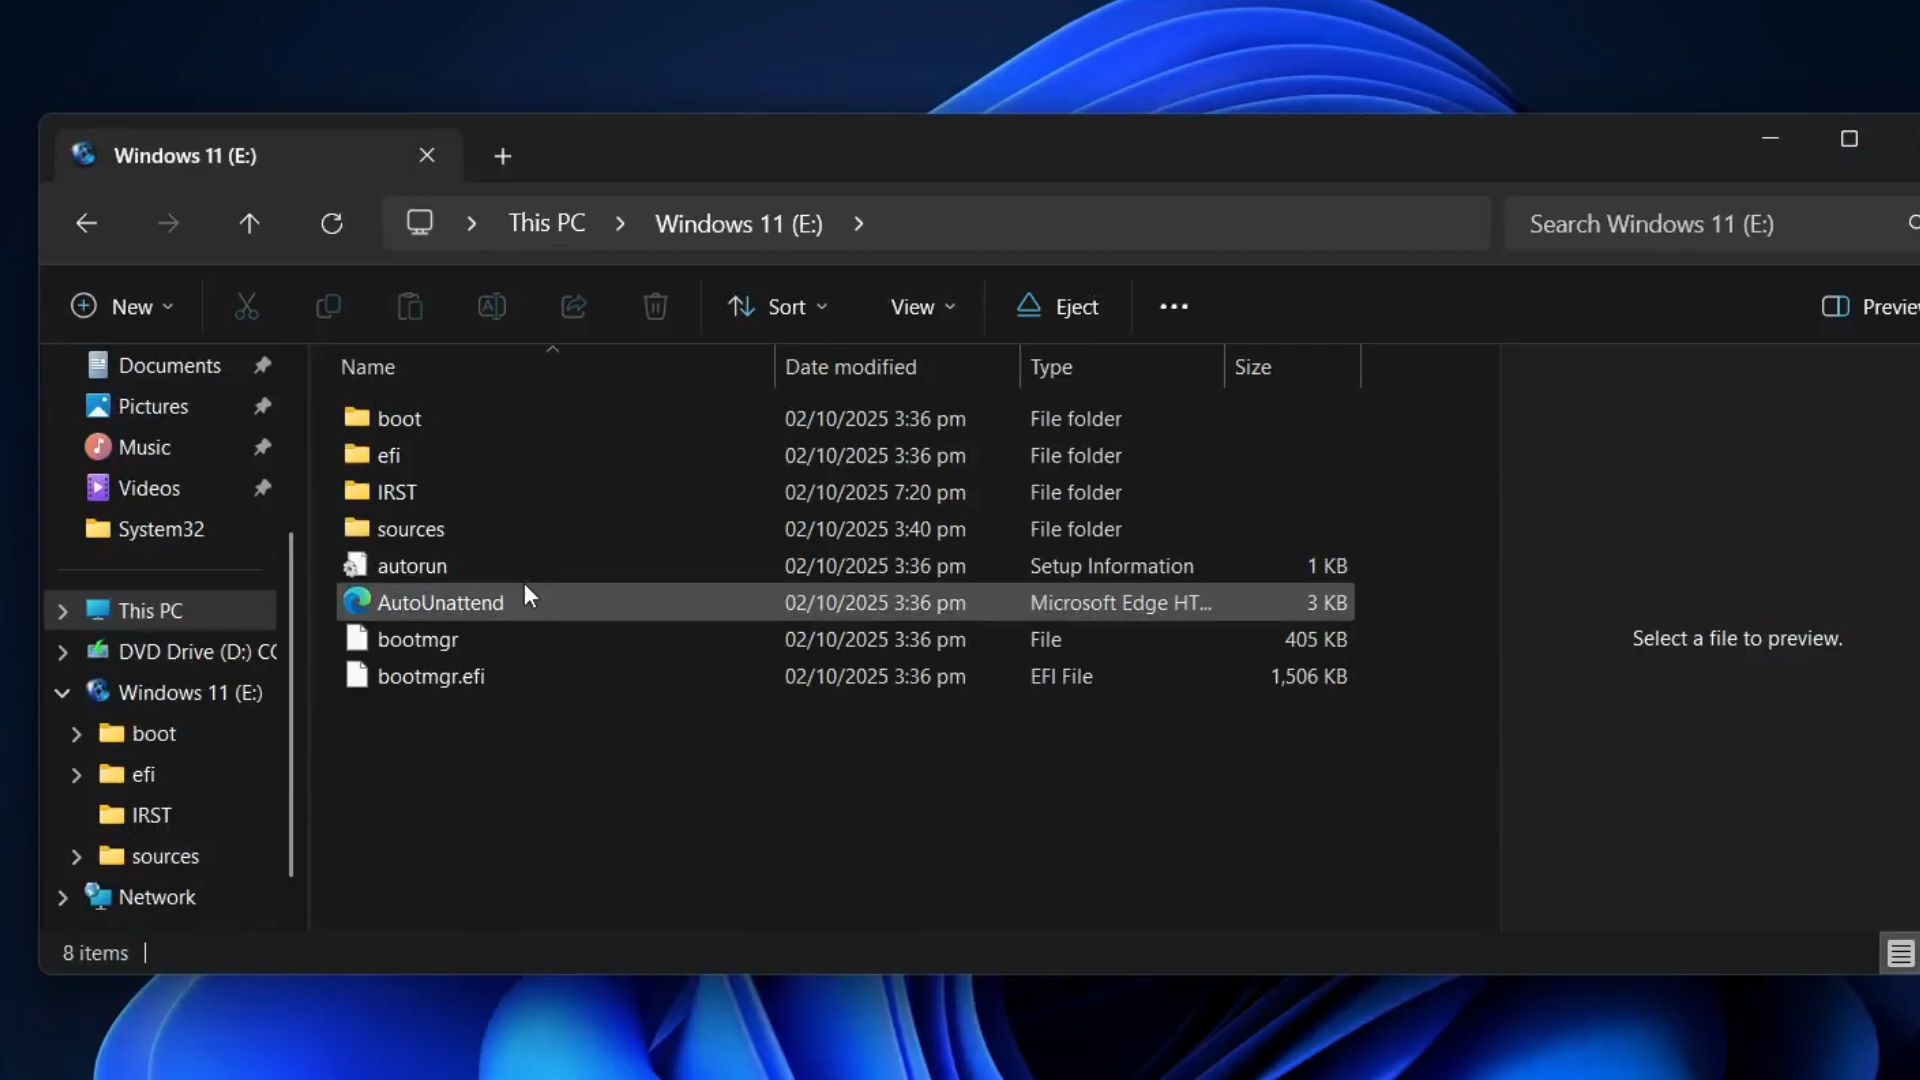 Windows 11 (E:)
This PC
Windows 11 (E:)
Search Windows 11 (E:)
New
Sort
View
Eject
Documents
Pictures
Music
Videos
System32
This PC
DVD Drive (D:)
Windows 11 (E:)
boot
efi
IRST
sources
Network
Name Date modified Type Size
boot 02/10/2025 3:36 pm File folder
efi 02/10/2025 3:36 pm File folder
IRST 02/10/2025 7:20 pm File folder
sources 02/10/2025 3:40 pm File folder
autorun 02/10/2025 3:36 pm Setup Information 1 KB
AutoUnattend 02/10/2025 3:36 pm Microsoft Edge HT... 3 KB
bootmgr 02/10/2025 3:36 pm File 405 KB
bootmgr.efi 02/10/2025 3:36 pm EFI File 1,506 KB
Select a file to preview.
8 items